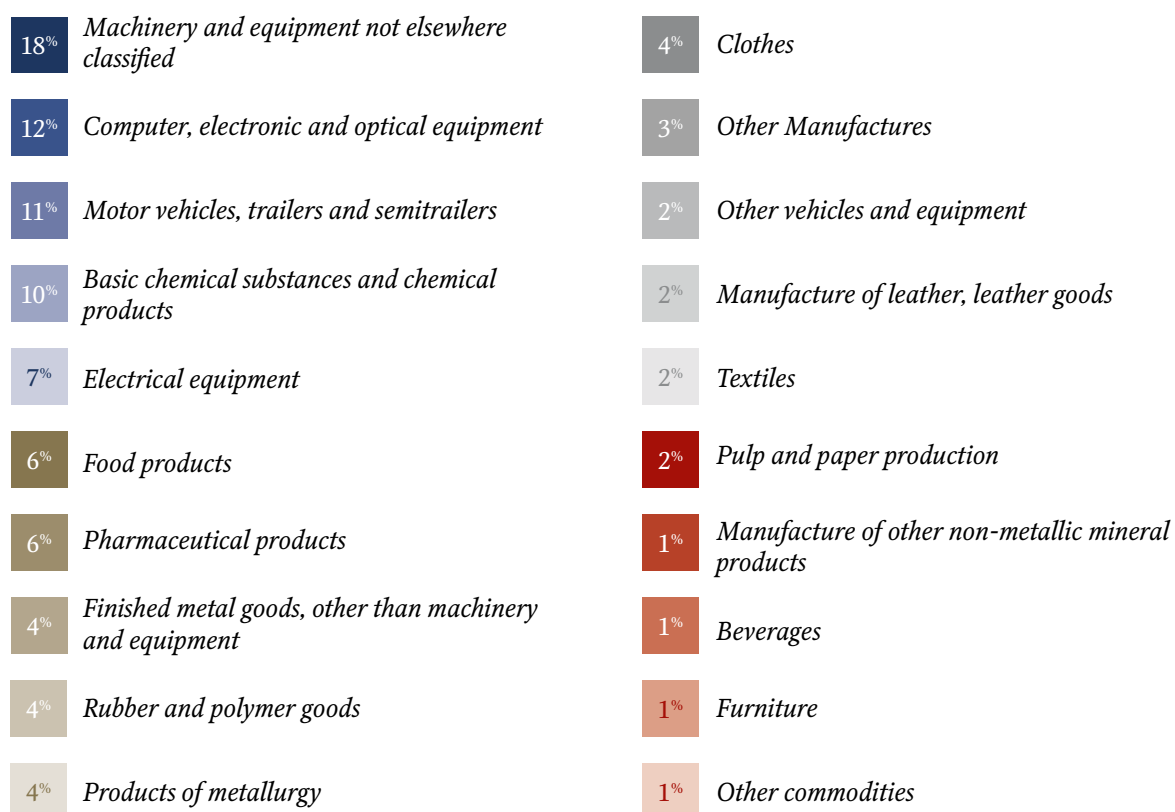 18%
Machinery and equipment not elsewhere
classified
12%
Computer, electronic and optical equipment
11%
Motor vehicles, trailers and semitrailers
10%
Basic chemical substances and chemical
products
7%
Electrical equipment
6%
Food products
6%
Pharmaceutical products
4%
Finished metal goods, other than machinery
and equipment
4%
Rubber and polymer goods
4%
Products of metallurgy
4%
Clothes
3%
Other Manufactures
2%
Other vehicles and equipment
2%
Manufacture of leather, leather goods
2%
Textiles
2%
Pulp and paper production
1%
Manufacture of other non-metallic mineral
products
1%
Beverages
1%
Furniture
1%
Other commodities